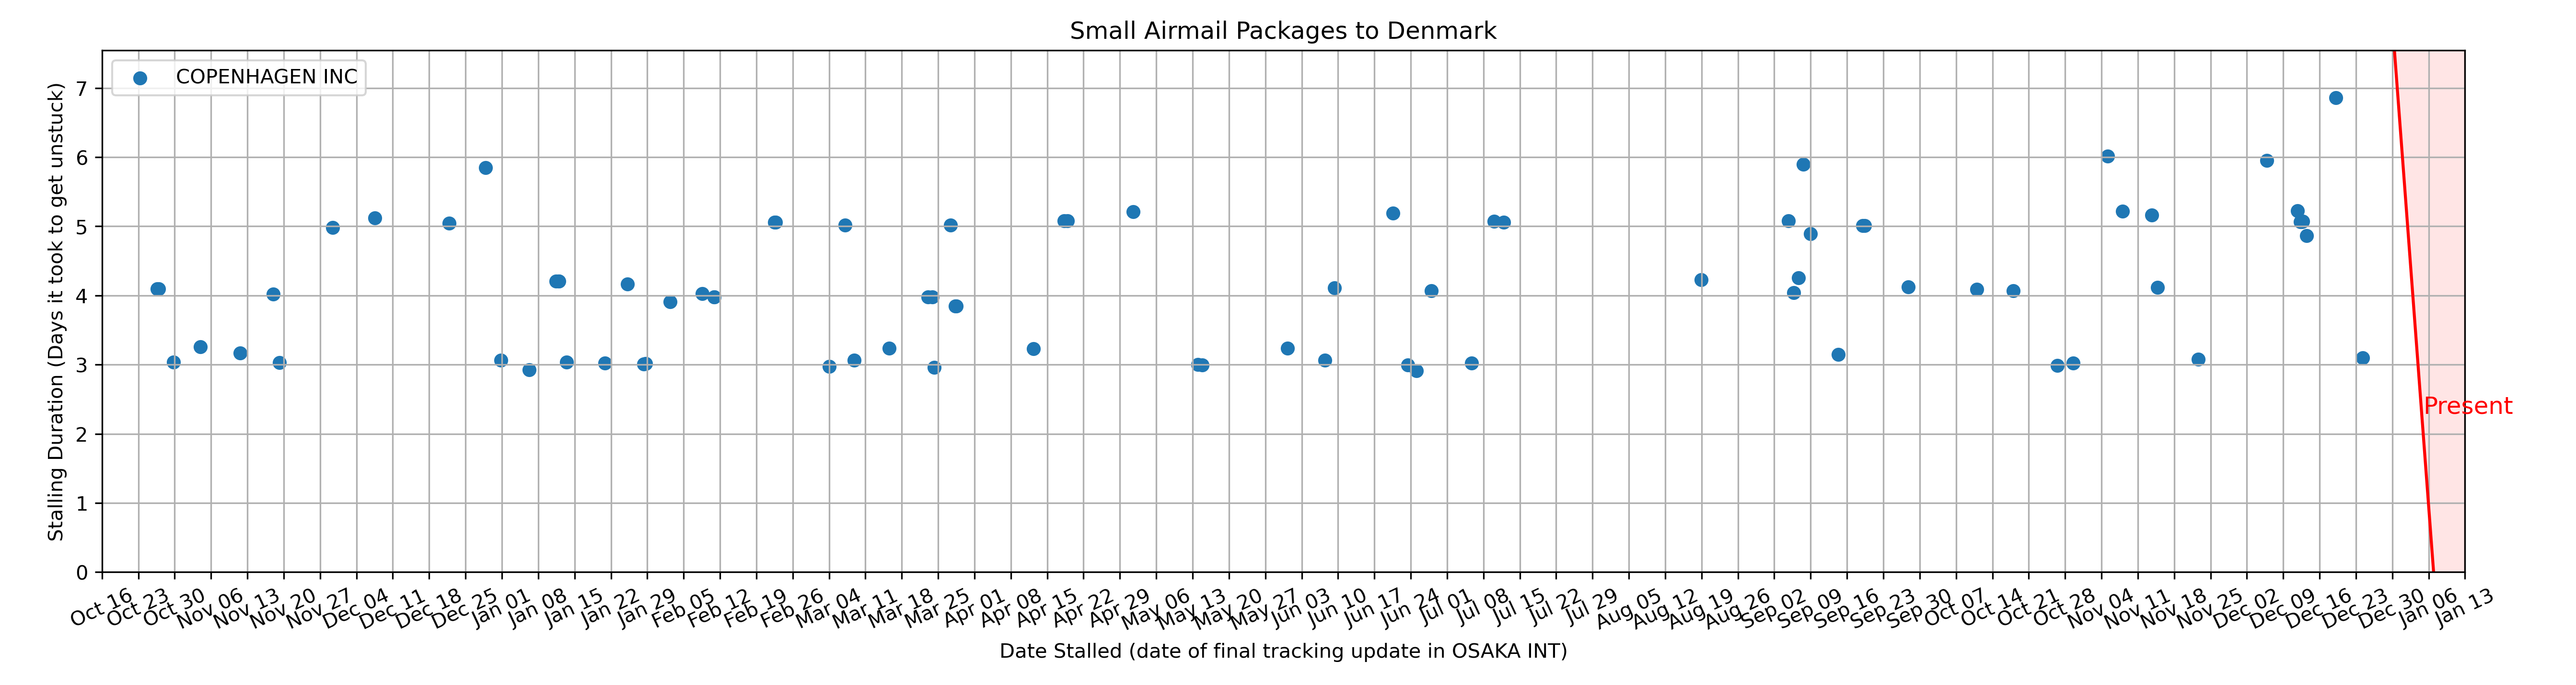 Small Airmail Packages to Denmark
COPENHAGEN INC
Stalling Duration (Days it took to get unstuck)
7
6
5
4
3
2
1
0
Present
Oct 16 Oct 23 Oct 30 Nov 06 Nov 13 Nov 20 Nov 27 Dec 04 Dec 11 Dec 18 Dec 25 Jan 01 Jan 08 Jan 15 Jan 22 Jan 29 Feb 05 Feb 12 Feb 19 Feb 26 Mar 04 Mar 11 Mar 18 Mar 25 Apr 01 Apr 08 Apr 15 Apr 22 Apr 29 May 06 May 13 May 20 May 27 Jun 03 Jun 10 Jun 17 Jun 24 Jul 01 Jul 08 Jul 15 Jul 22 Jul 29 Aug 05 Aug 12 Aug 19 Aug 26 Sep 02 Sep 09 Sep 16 Sep 23 Sep 30 Oct 07 Oct 14 Oct 21 Oct 28 Nov 04 Nov 11 Nov 18 Nov 25 Dec 02 Dec 09 Dec 16 Dec 23 Dec 30 Jan 06 Jan 13
Date Stalled (date of final tracking update in OSAKA INT)